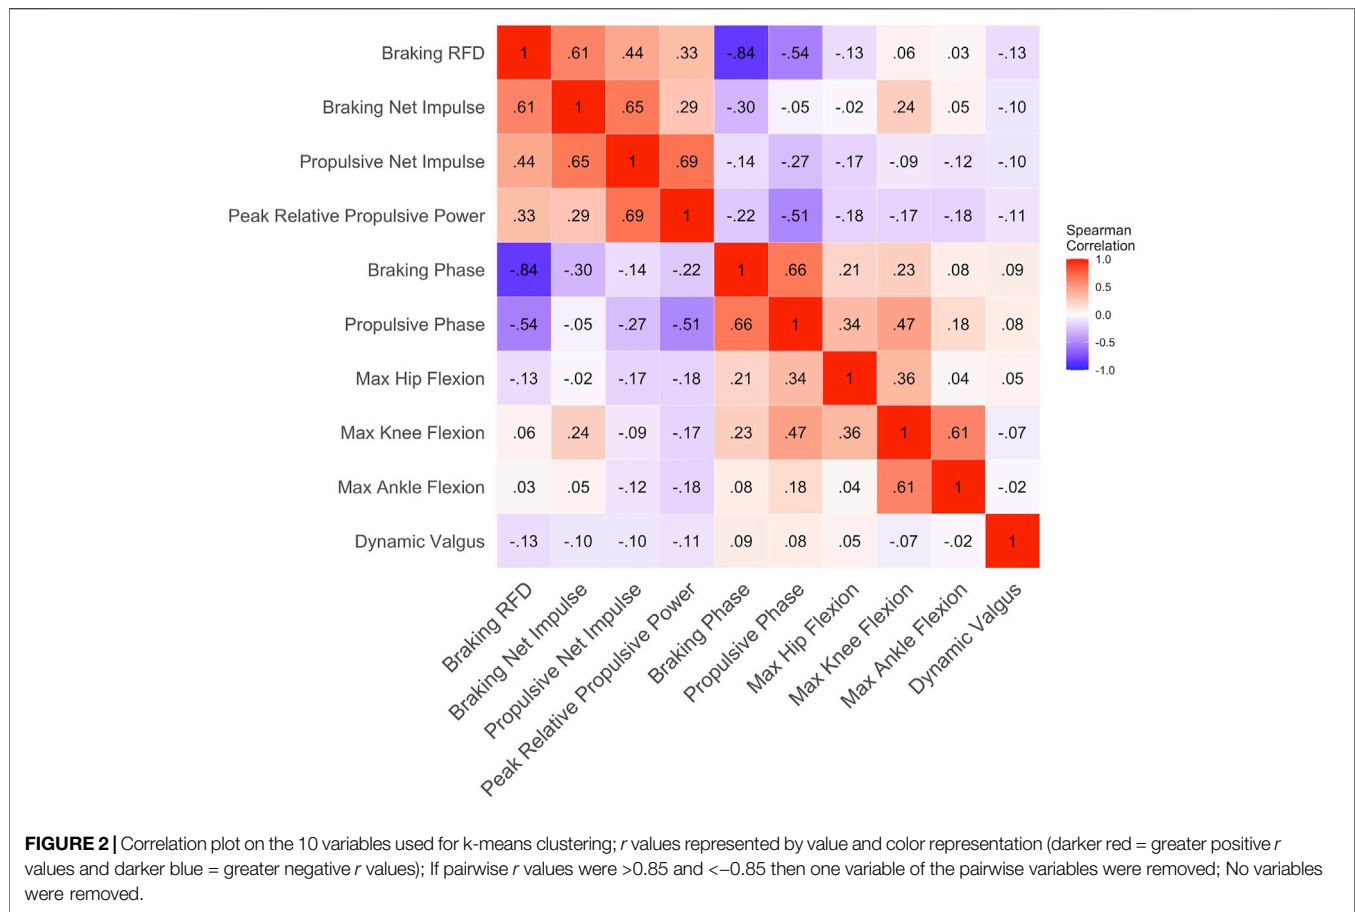 Braking RFD 1 .61 .44 .33 -.84 -.54 -.13 .06 .03 -.13
Braking Net Impulse .61 1 .65 .29 -.30 -.05 -.02 .24 .05 -.10
Propulsive Net Impulse .44 .65 1 .69 -.14 -.27 -.17 -.09 -.12 -.10
Peak Relative Propulsive Power .33 .29 .69 1 -.22 -.51 -.18 -.17 -.18 -.11
Braking Phase -.84 -.30 -.14 -.22 1 .66 .21 .23 .08 .09
Propulsive Phase -.54 -.05 -.27 -.51 .66 1 .34 .47 .18 .08
Max Hip Flexion -.13 -.02 -.17 -.18 .21 .34 1 .36 .04 .05
Max Knee Flexion .06 .24 -.09 -.17 .23 .47 .36 1 .61 -.07
Max Ankle Flexion .03 .05 -.12 -.18 .08 .18 .04 .61 1 -.02
Dynamic Valgus -.13 -.10 -.10 -.11 .09 .08 .05 -.07 -.02 1
Braking RFD
Braking Net Impulse
Propulsive Net Impulse
Peak Relative Propulsive Power
Braking Phase
Propulsive Phase
Max Hip Flexion
Max Knee Flexion
Max Ankle Flexion
Dynamic Valgus
Spearman
Correlation
1.0
0.5
0.0
-0.5
-1.0
FIGURE 2 | Correlation plot on the 10 variables used for k-means clustering; r values represented by value and color representation (darker red = greater positive r
values and darker blue = greater negative r values); If pairwise r values were >0.85 and <−0.85 then one variable of the pairwise variables were removed; No variables
were removed.